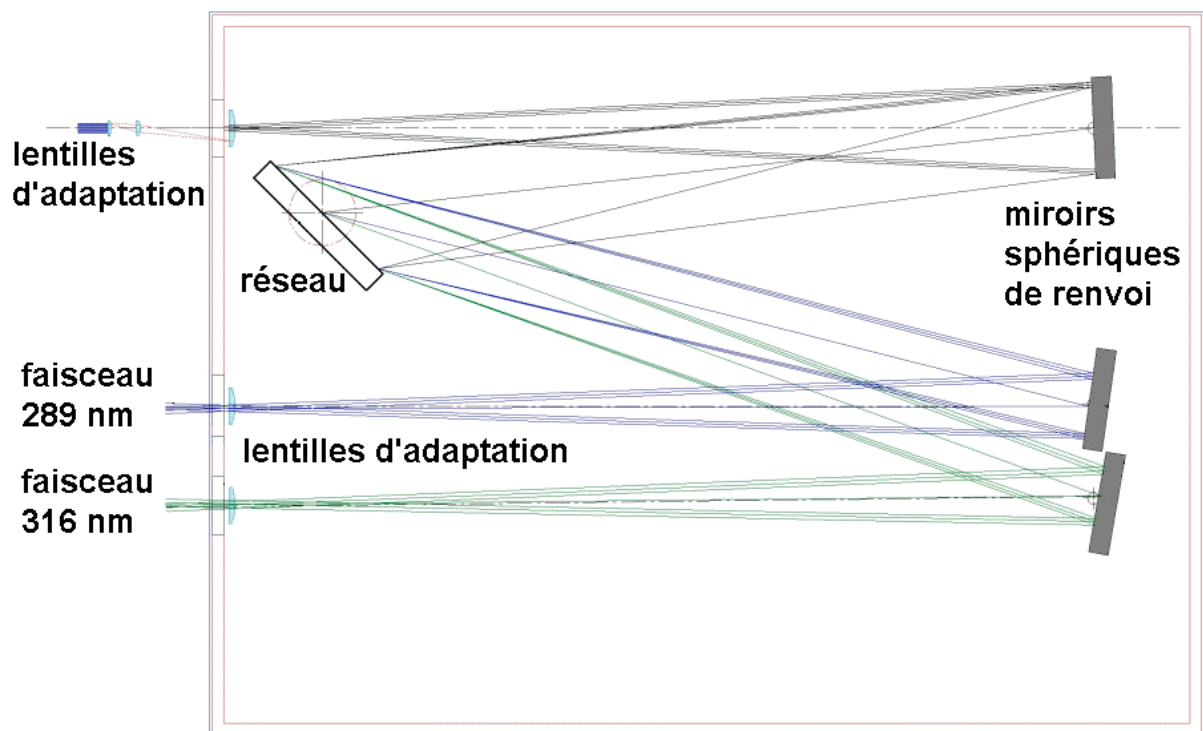 lentilles
d'adaptation
réseau
miroirs
sphériques
de renvoi
faisceau
289 nm
lentilles d'adaptation
faisceau
316 nm